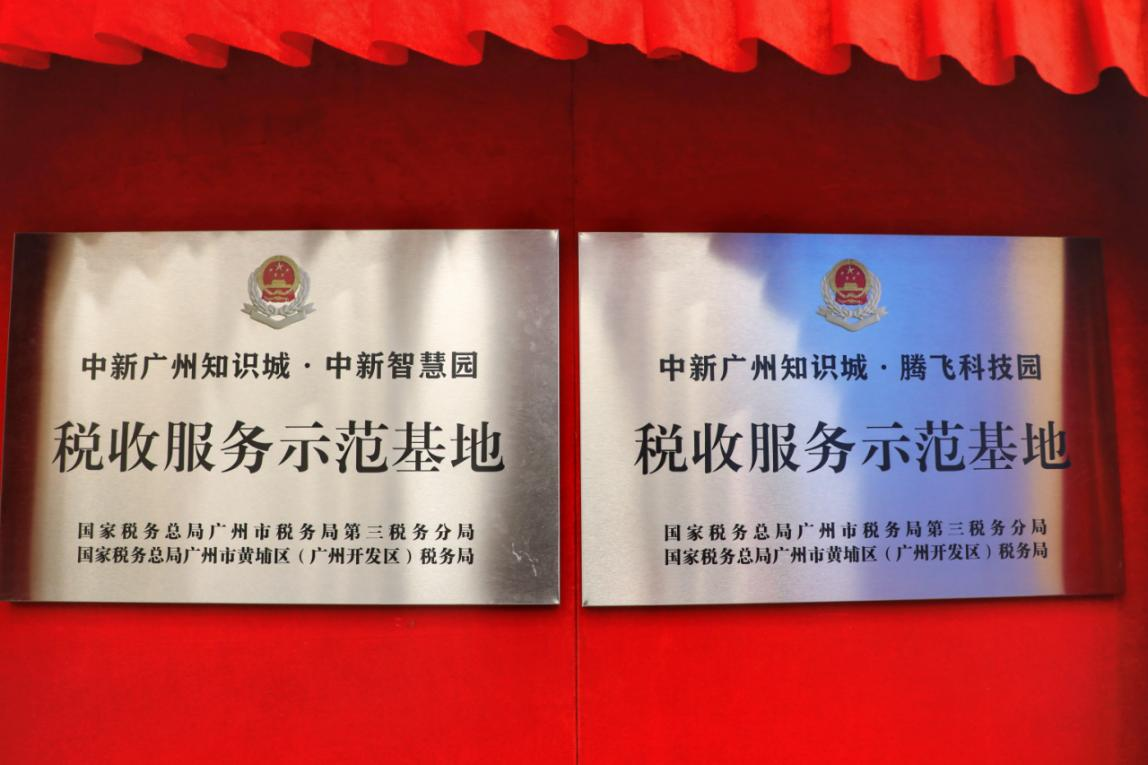 中新广州知识城·中新智慧园
税收服务示范基地
国家税务总局广州市税务局第三税务分局
国家税务总局广州市黄埔区（广州开发区）税务局
中新广州知识城·腾飞科技园
税收服务示范基地
国家税务总局广州市税务局第三税务分局
国家税务总局广州市黄埔区（广州开发区）税务局